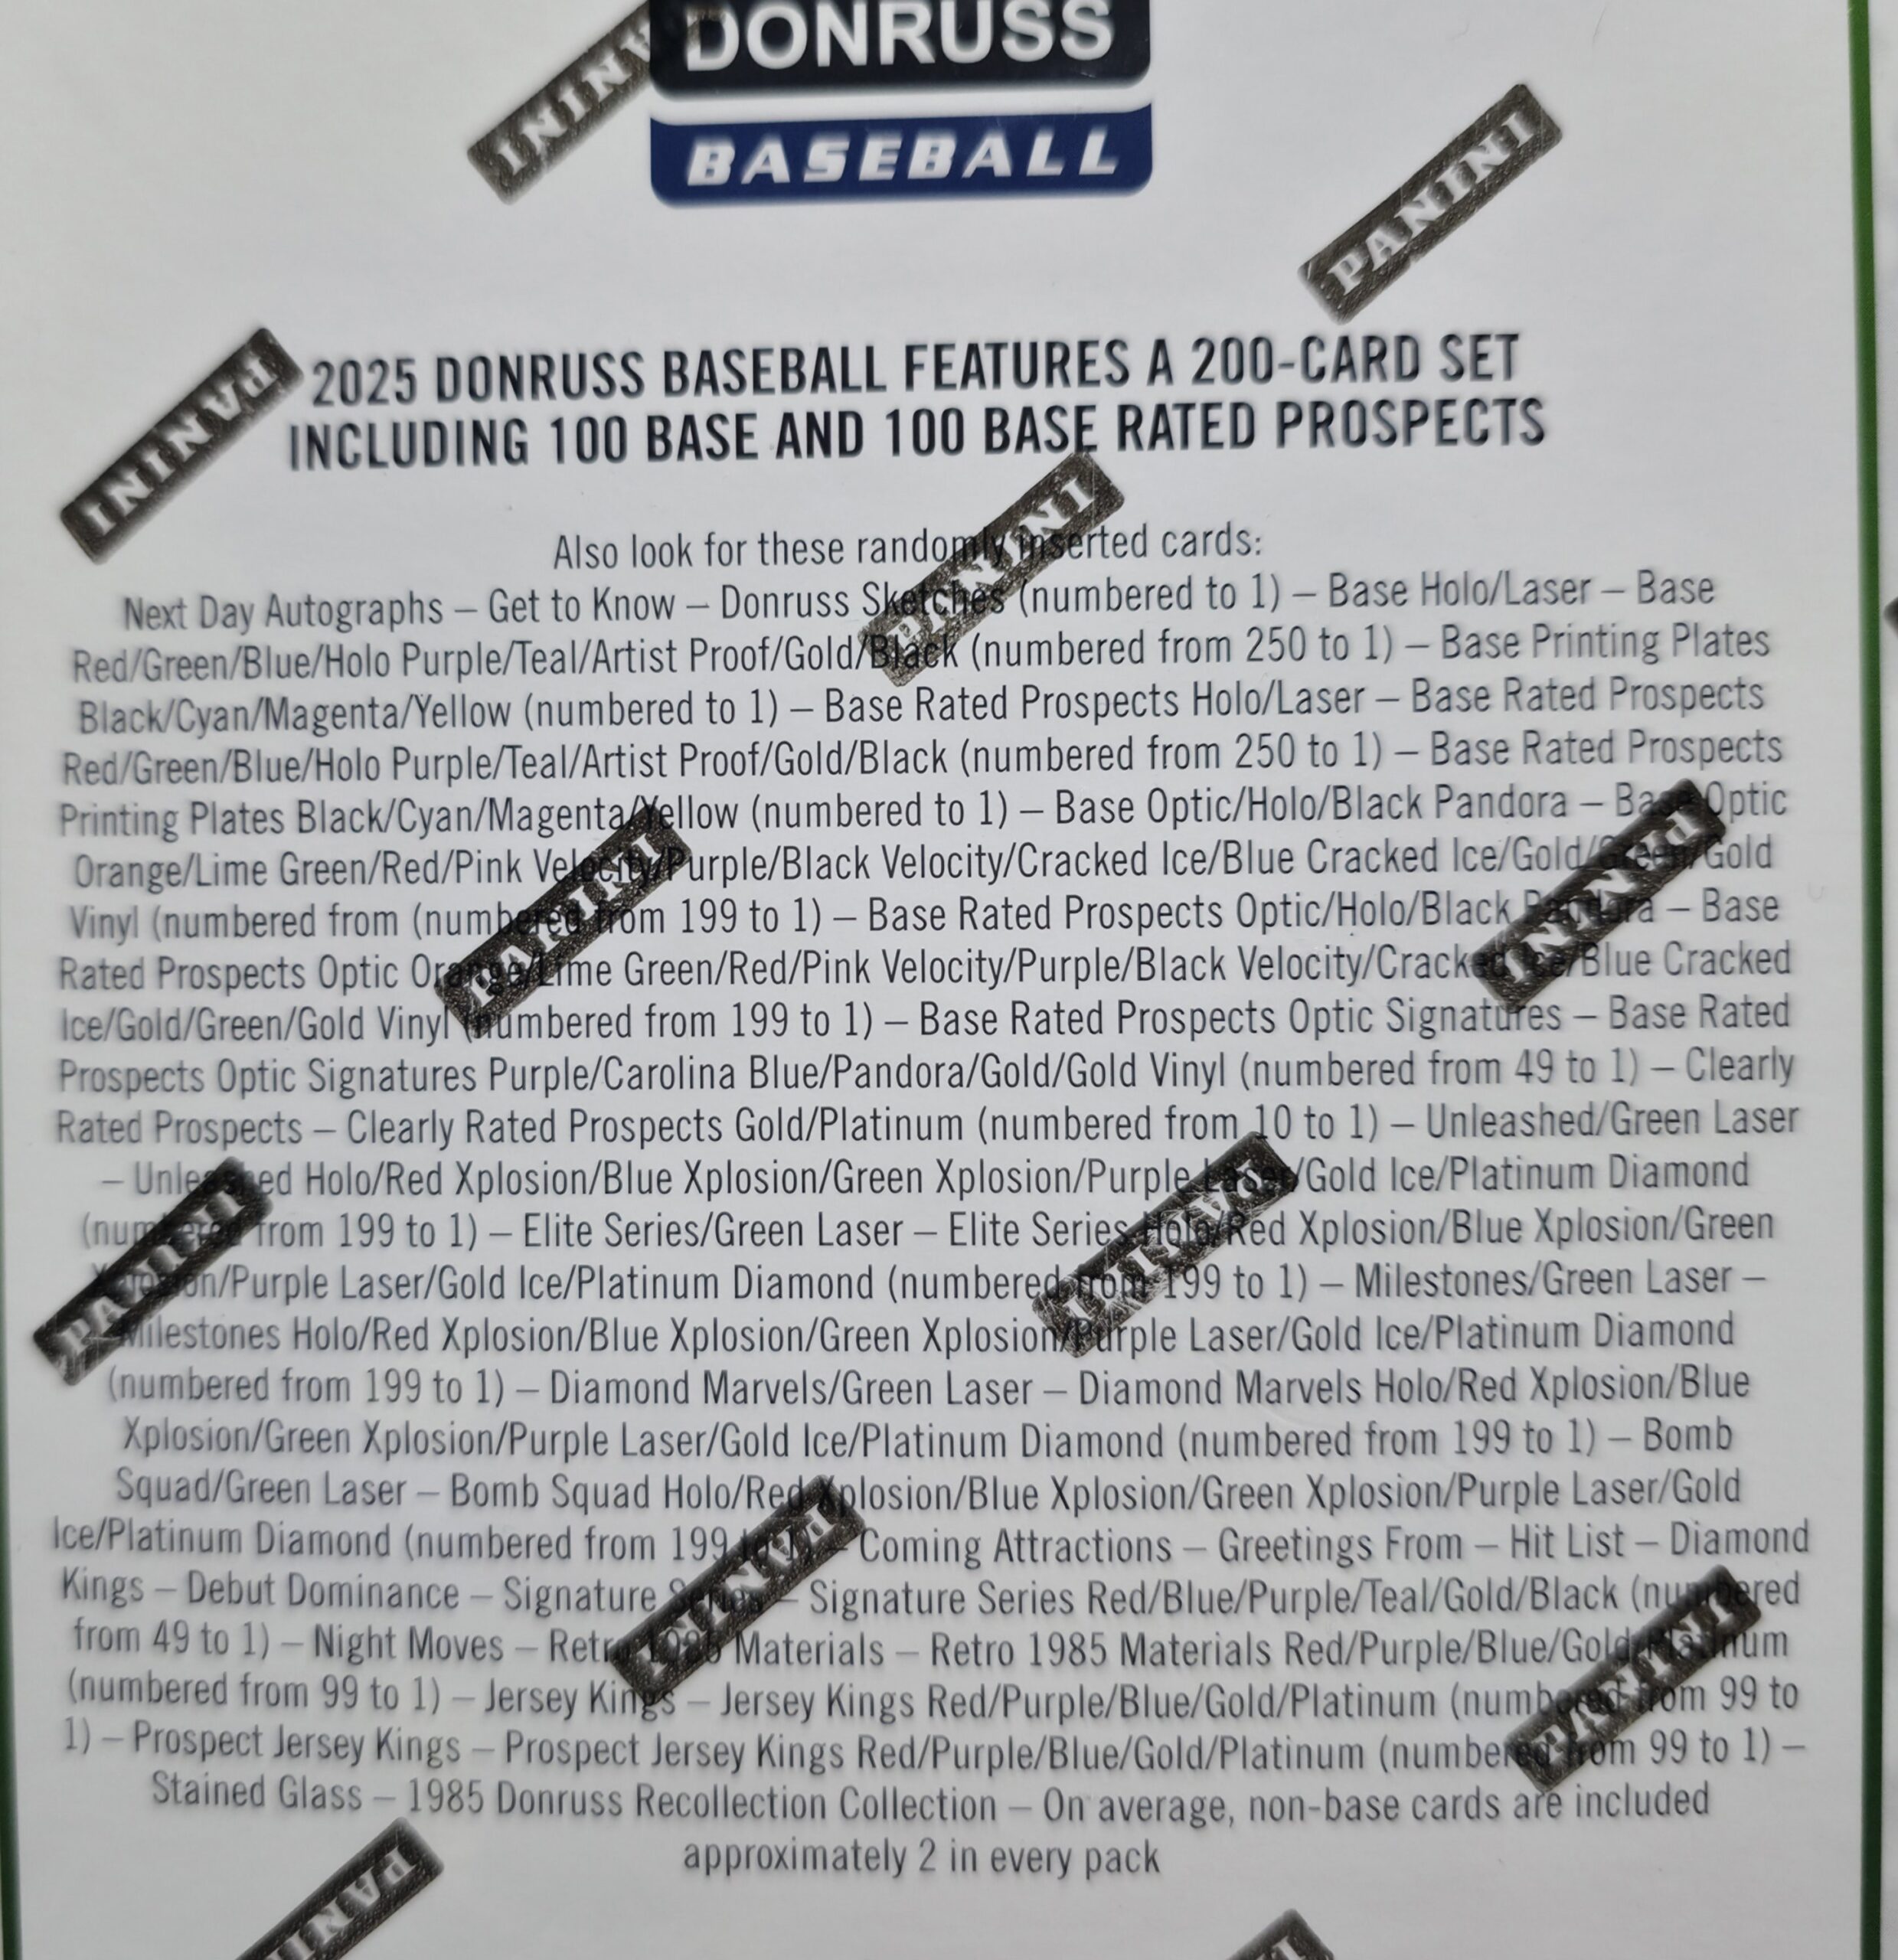 DONRUSS
BASEBALL
PANINI
PANINI
PANINI
2025 DONRUSS BASEBALL FEATURES A 200-CARD SET
INCLUDING 100 BASE AND 100 BASE RATED PROSPECTS
PANINI
Also look for these randomly inserted cards:
Next Day Autographs – Get to Know – Donruss Sketches (numbered to 1) – Base Holo/Laser – Base
Red/Green/Blue/Holo Purple/Teal/Artist Proof/Gold/Black (numbered from 250 to 1) – Base Printing Plates
Black/Cyan/Magenta/Yellow (numbered to 1) – Base Rated Prospects Holo/Laser – Base Rated Prospects
Red/Green/Blue/Holo Purple/Teal/Artist Proof/Gold/Black (numbered from 250 to 1) – Base Rated Prospects
Printing Plates Black/Cyan/Magenta/Yellow (numbered to 1) – Base Optic/Holo/Black Pandora – Base Optic
Orange/Lime Green/Red/Pink Velocity/Purple/Black Velocity/Cracked Ice/Blue Cracked Ice/Gold/Green/Gold
Vinyl (numbered from (numbered from 199 to 1) – Base Rated Prospects Optic/Holo/Black Pandora – Base
Rated Prospects Optic Orange/Lime Green/Red/Pink Velocity/Purple/Black Velocity/Cracked Ice/Blue Cracked
Ice/Gold/Green/Gold Vinyl (numbered from 199 to 1) – Base Rated Prospects Optic Signatures – Base Rated
Prospects Optic Signatures Purple/Carolina Blue/Pandora/Gold/Gold Vinyl (numbered from 49 to 1) – Clearly
Rated Prospects – Clearly Rated Prospects Gold/Platinum (numbered from 10 to 1) – Unleashed/Green Laser
– Unleashed Holo/Red Xplosion/Blue Xplosion/Green Xplosion/Purple Laser/Gold Ice/Platinum Diamond
(numbered from 199 to 1) – Elite Series/Green Laser – Elite Series Holo/Red Xplosion/Blue Xplosion/Green
Xplosion/Purple Laser/Gold Ice/Platinum Diamond (numbered from 199 to 1) – Milestones/Green Laser –
Milestones Holo/Red Xplosion/Blue Xplosion/Green Xplosion/Purple Laser/Gold Ice/Platinum Diamond
(numbered from 199 to 1) – Diamond Marvels/Green Laser – Diamond Marvels Holo/Red Xplosion/Blue
Xplosion/Green Xplosion/Purple Laser/Gold Ice/Platinum Diamond (numbered from 199 to 1) – Bomb
Squad/Green Laser – Bomb Squad Holo/Red Xplosion/Blue Xplosion/Green Xplosion/Purple Laser/Gold
Ice/Platinum Diamond (numbered from 199 to 1) – Coming Attractions – Greetings From – Hit List – Diamond
Kings – Debut Dominance – Signature Series – Signature Series Red/Blue/Purple/Teal/Gold/Black (numbered
from 49 to 1) – Night Moves – Retro 1985 Materials – Retro 1985 Materials Red/Purple/Blue/Gold/Platinum
(numbered from 99 to 1) – Jersey Kings – Jersey Kings Red/Purple/Blue/Gold/Platinum (numbered from 99 to
1) – Prospect Jersey Kings – Prospect Jersey Kings Red/Purple/Blue/Gold/Platinum (numbered from 99 to 1) –
Stained Glass – 1985 Donruss Recollection Collection – On average, non-base cards are included
approximately 2 in every pack
PANINI
PANINI
PANINI
PANINI
PANINI
PANINI
PANINI